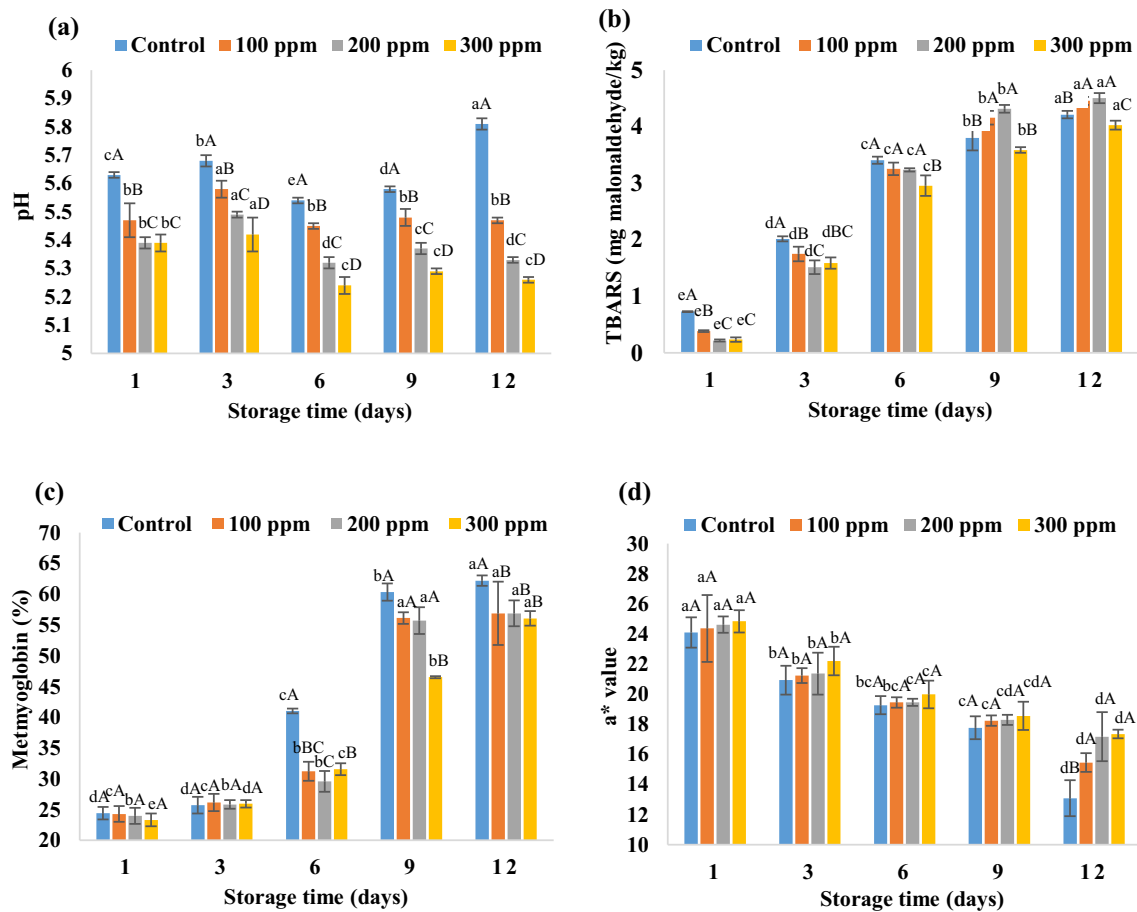 (a)
Control 100 ppm 200 ppm 300 ppm
pH
6
5.9
5.8
5.7
5.6
5.5
5.4
5.3
5.2
5.1
5
cA bB bC bC
bA aB aC aD
eA bB dC cD
dA bB cC cD
aA bB dC cD
1 3 6 9 12
Storage time (days)
(b)
Control 100 ppm 200 ppm 300 ppm
TBARS (mg malonaldehyde/kg)
5
4
3
2
1
0
eA eB eC eC
dA dB dC dBC
cA cA cA cB
bB bA bA bB
aB aA aA aC
1 3 6 9 12
Storage time (days)
(c)
Control 100 ppm 200 ppm 300 ppm
Metmyoglobin (%)
70
65
60
55
50
45
40
35
30
25
20
dA cA bA eA
dA cA bA dA
cA bBC bC cB
bA aA aA bB
aA aB aB aB
1 3 6 9 12
Storage time (days)
(d)
Control 100 ppm 200 ppm 300 ppm
a* value
30
28
26
24
22
20
18
16
14
12
10
aA aA aA aA
bA bA bA bA
bcA bcA cA cA
cA cA cdA cdA
dB dA dA dA
1 3 6 9 12
Storage time (days)